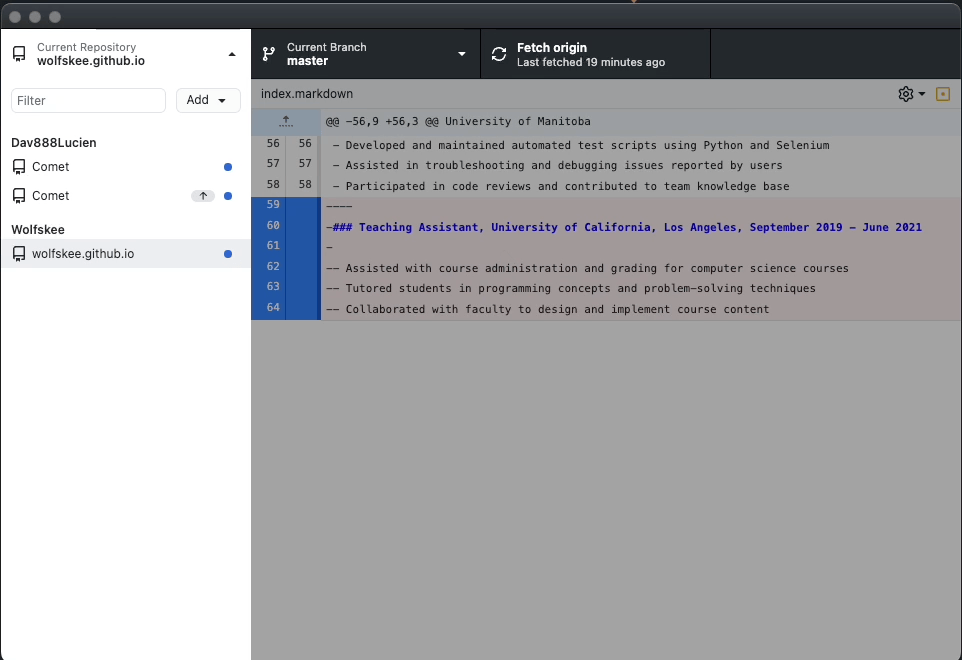 Current Repository
wolfskee.github.io
Current Branch
master
Fetch origin
Last fetched 19 minutes ago
Filter
Add
Dav888Lucien
Comet
Comet
Wolfskee
wolfskee.github.io
index.markdown
@@ -56,9 +56,3 @@ University of Manitoba
56 56 - Developed and maintained automated test scripts using Python and Selenium
57 57 - Assisted in troubleshooting and debugging issues reported by users
58 58 - Participated in code reviews and contributed to team knowledge base
59 ----
60 -### Teaching Assistant, University of California, Los Angeles, September 2019 - June 2021
61 -
62 -- Assisted with course administration and grading for computer science courses
63 -- Tutored students in programming concepts and problem-solving techniques
64 -- Collaborated with faculty to design and implement course content